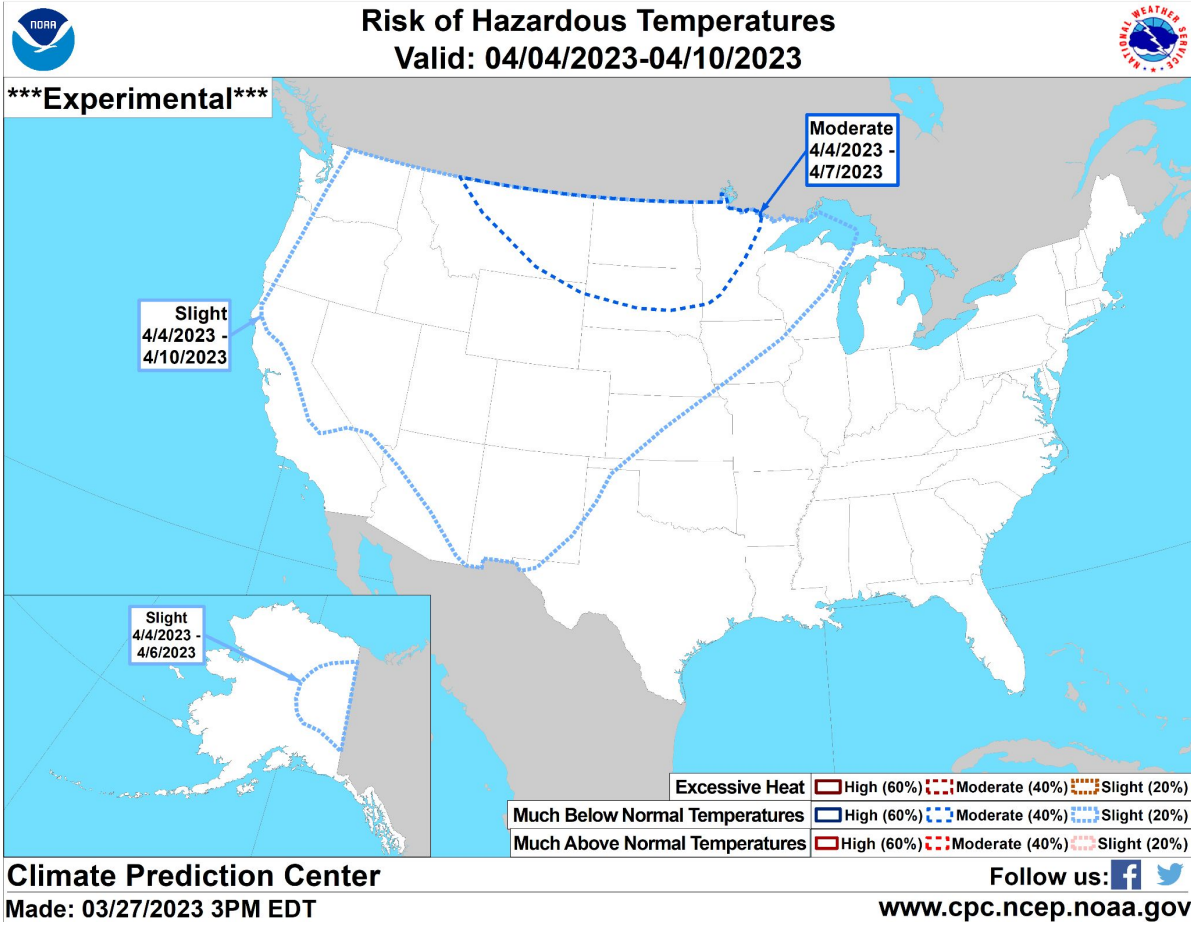 NOAA
Risk of Hazardous Temperatures
Valid: 04/04/2023-04/10/2023
NATIONAL WEATHER SERVICE
***Experimental***
Moderate
4/4/2023 -
4/7/2023
Slight
4/4/2023 -
4/10/2023
Slight
4/4/2023 -
4/6/2023
Excessive Heat High (60%) Moderate (40%) Slight (20%)
Much Below Normal Temperatures High (60%) Moderate (40%) Slight (20%)
Much Above Normal Temperatures High (60%) Moderate (40%) Slight (20%)
Climate Prediction Center
Follow us:
Made: 03/27/2023 3PM EDT
www.cpc.ncep.noaa.gov